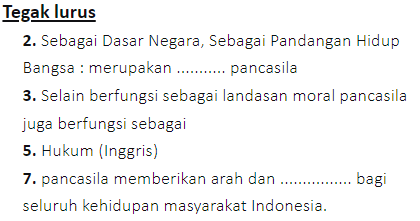 Tegak lurus
2. Sebagai Dasar Negara, Sebagai Pandangan Hidup
Bangsa : merupakan ........... pancasila
3. Selain berfungsi sebagai landasan moral pancasila
juga berfungsi sebagai
5. Hukum (Inggris)
7. pancasila memberikan arah dan ................ bagi
seluruh kehidupan masyarakat Indonesia.